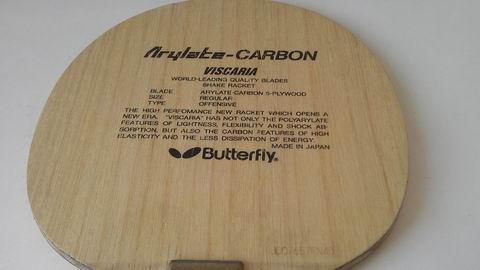 Arylate-CARBON
VISCARIA
WORLD-LEADING QUALITY BLADES
SHAKE RACKET
BLADE ARYLATE-CARBON 5-PLYWOOD
SIZE REGULAR
TYPE OFFENSIVE
THE HIGH PERFOMANCE NEW RACKET WHICH OPENS A
NEW ERA. "VISCARIA" HAS NOT ONLY THE POLYARYLATE
FEATURES OF LIGHTNESS, FLEXIBILITY AND SHOCK AB-
SORPTION, BUT ALSO THE CARBON FEATURES OF HIGH
ELASTICITY AND THE LESS DISSIPATION OF ENERGY.
MADE IN JAPAN
Butterfly®